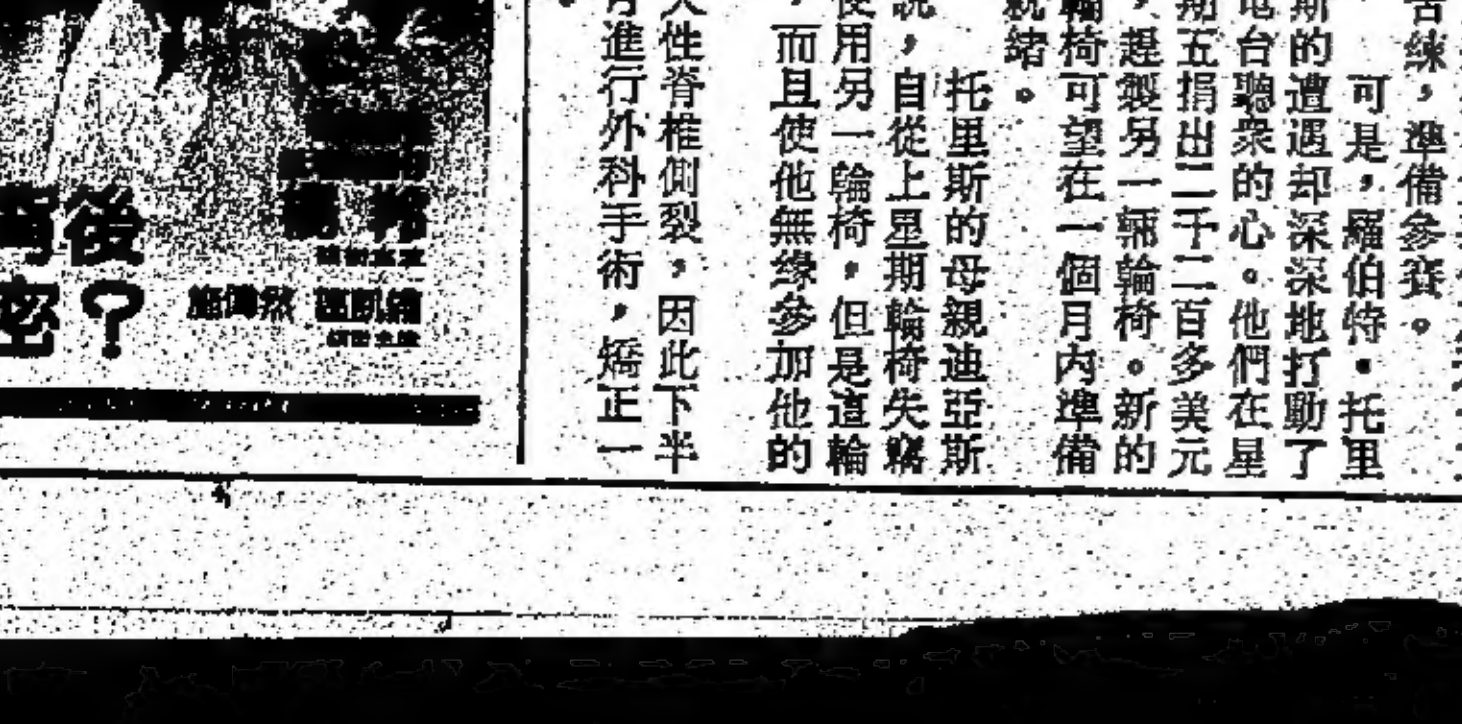 苦練，準備參賽。
可是，羅伯特・托里
斯的遭遇却深深地打動了
電台聽衆的心。他們在星
期五捐出二千二百多美元
，趕製另一輛輪椅。新的
輪椅可望在一個月内準備
就緒。
托里斯的母親迪亞斯
說，自從上星期輪椅失竊
使用另一輪椅，但是這輪
，而且使他無緣參加他的
性脊椎側裂，因此下半
進行外科手術，矯正一
後
密？